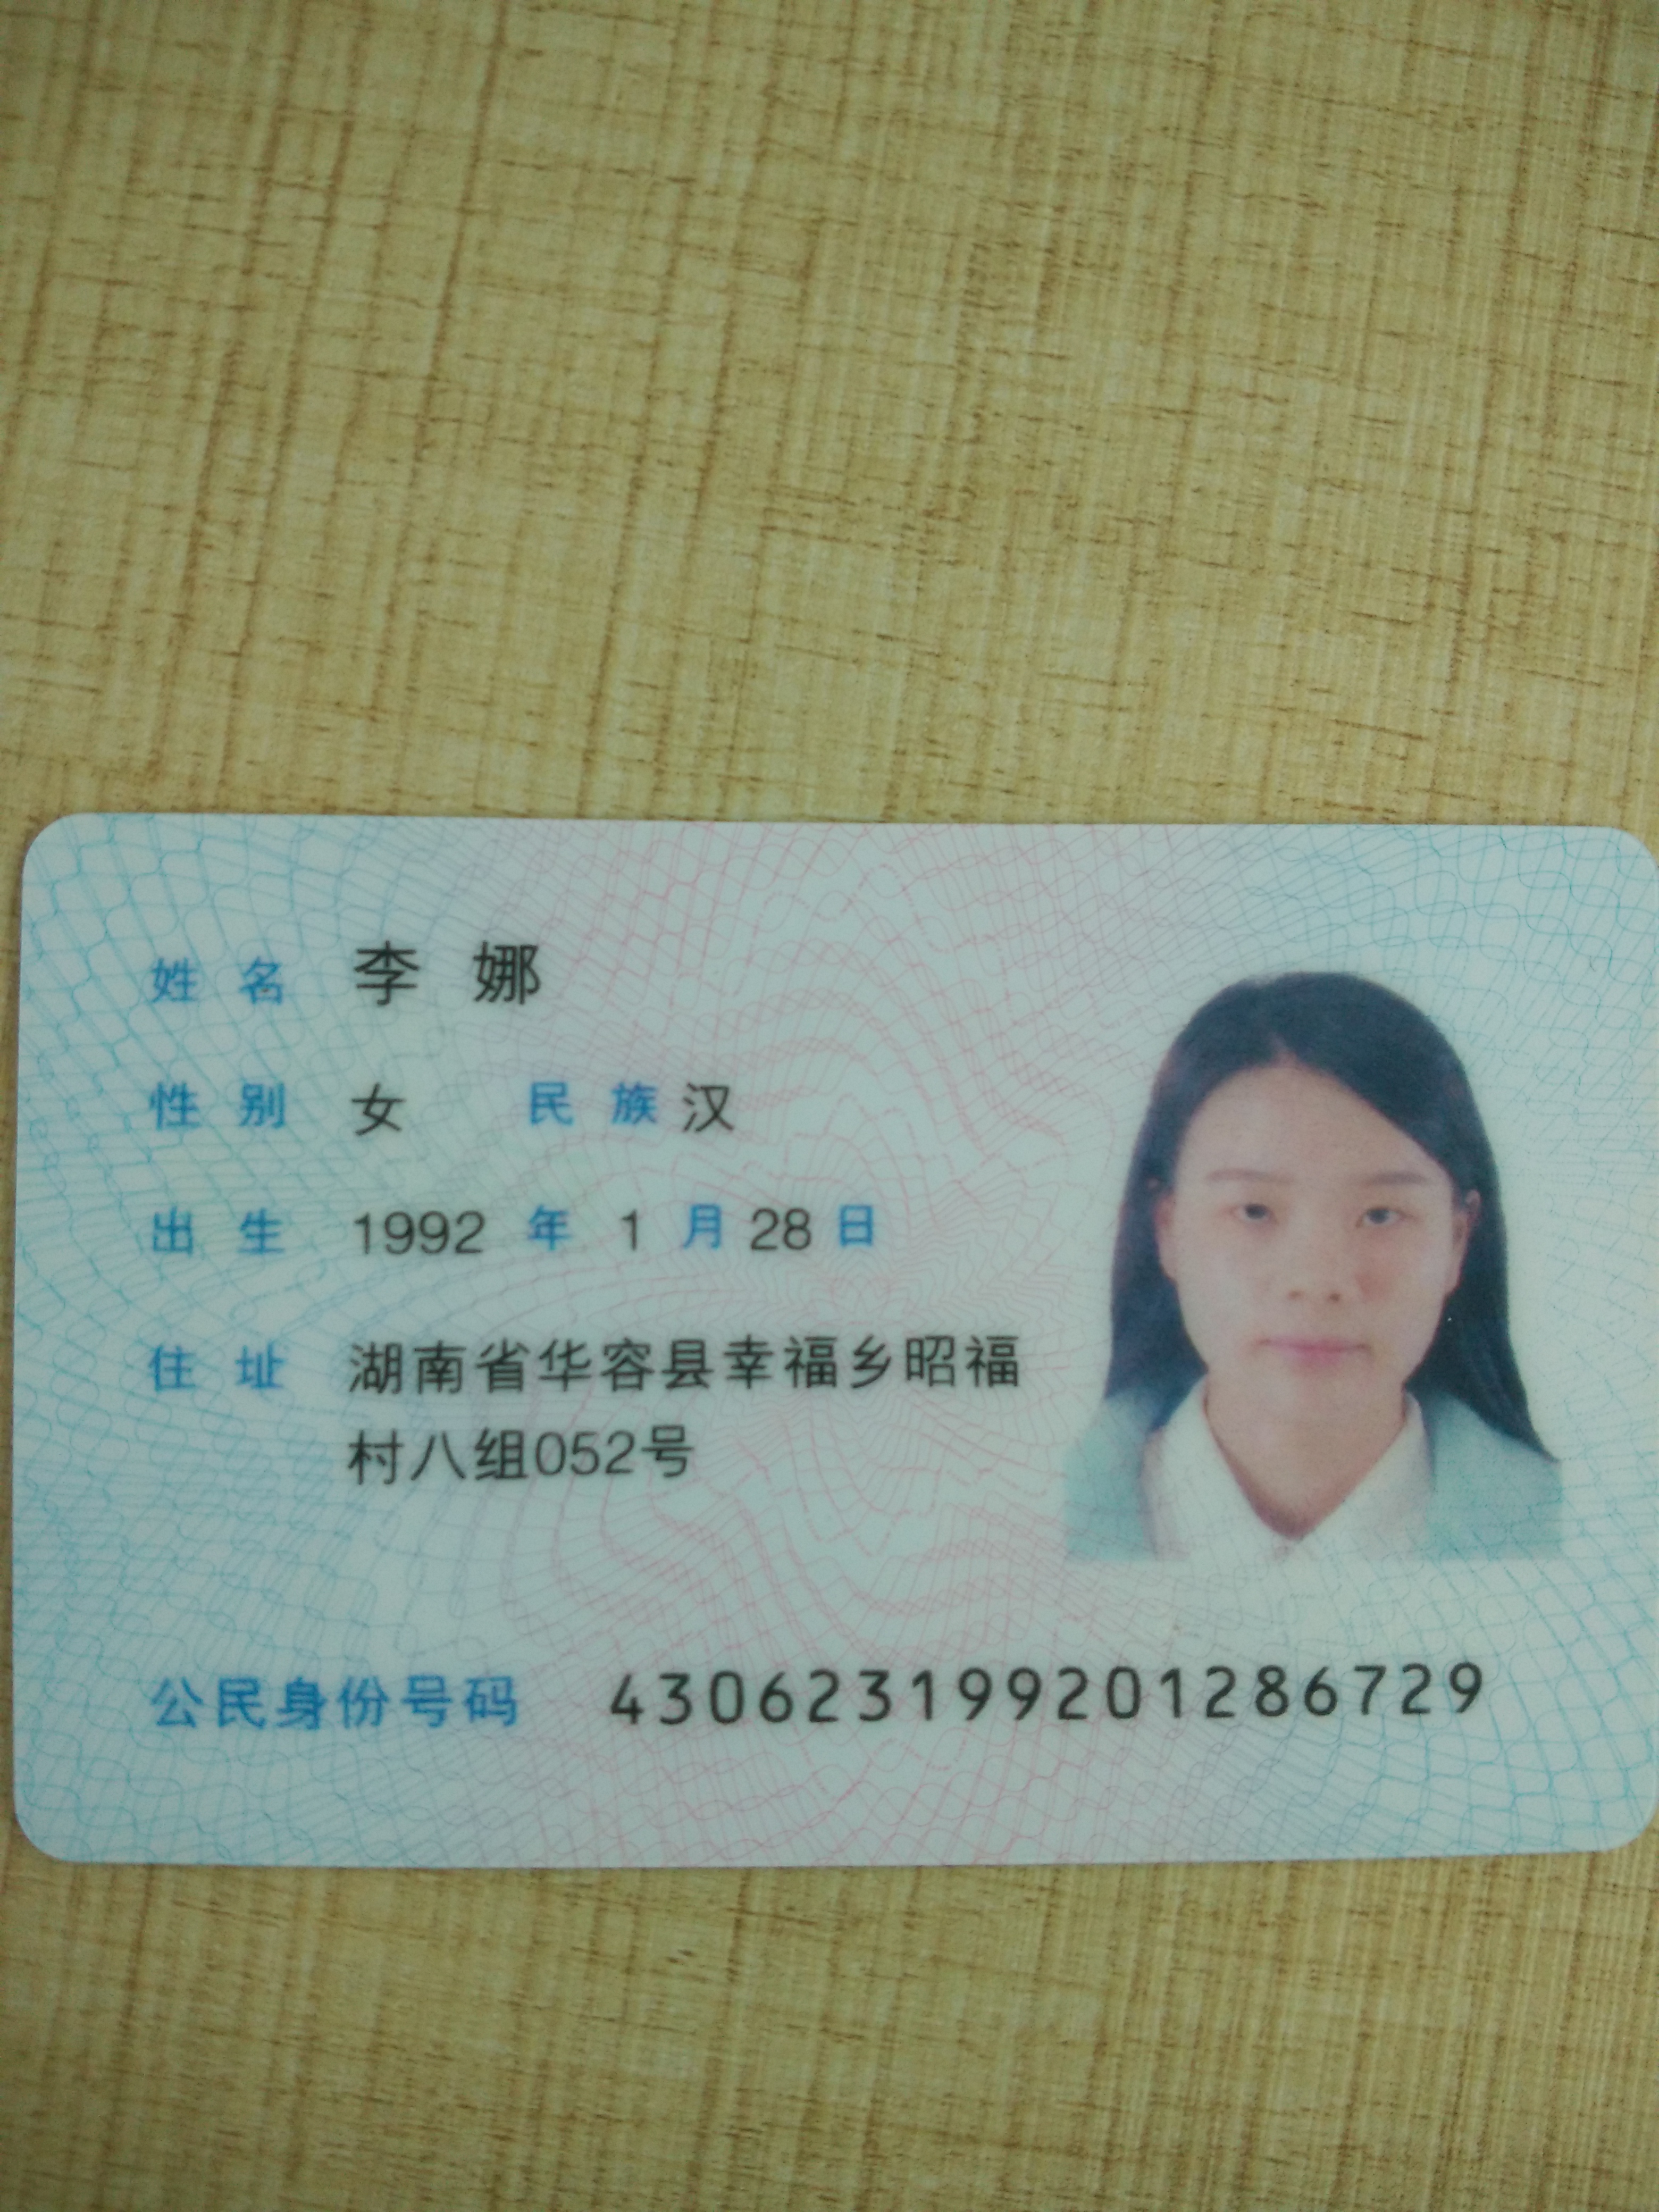 姓名 李娜
性别 女 民族 汉
出生 1992 年 1 月 28 日
住址 湖南省华容县幸福乡昭福
村八组052号
公民身份号码 430623199201286729